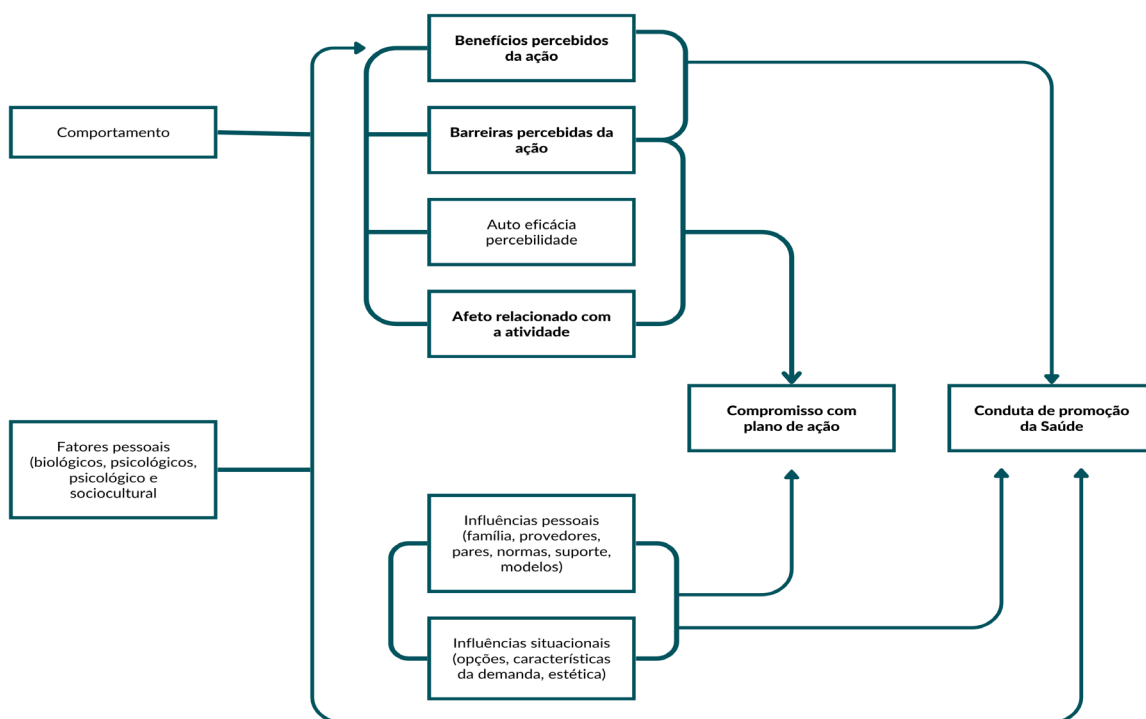 Comportamento
Fatores pessoais
(biológicos, psicológicos,
psicológico e
sociocultural
Benefícios percebidos
da ação
Barreiras percebidas da
ação
Auto eficácia
percebilidade
Afeto relacionado com
a atividade
Influências pessoais
(família, provedores,
pares, normas, suporte,
modelos)
Influências situacionais
(opções, características
da demanda, estética)
Compromisso com
plano de ação
Conduta de promoção
da Saúde